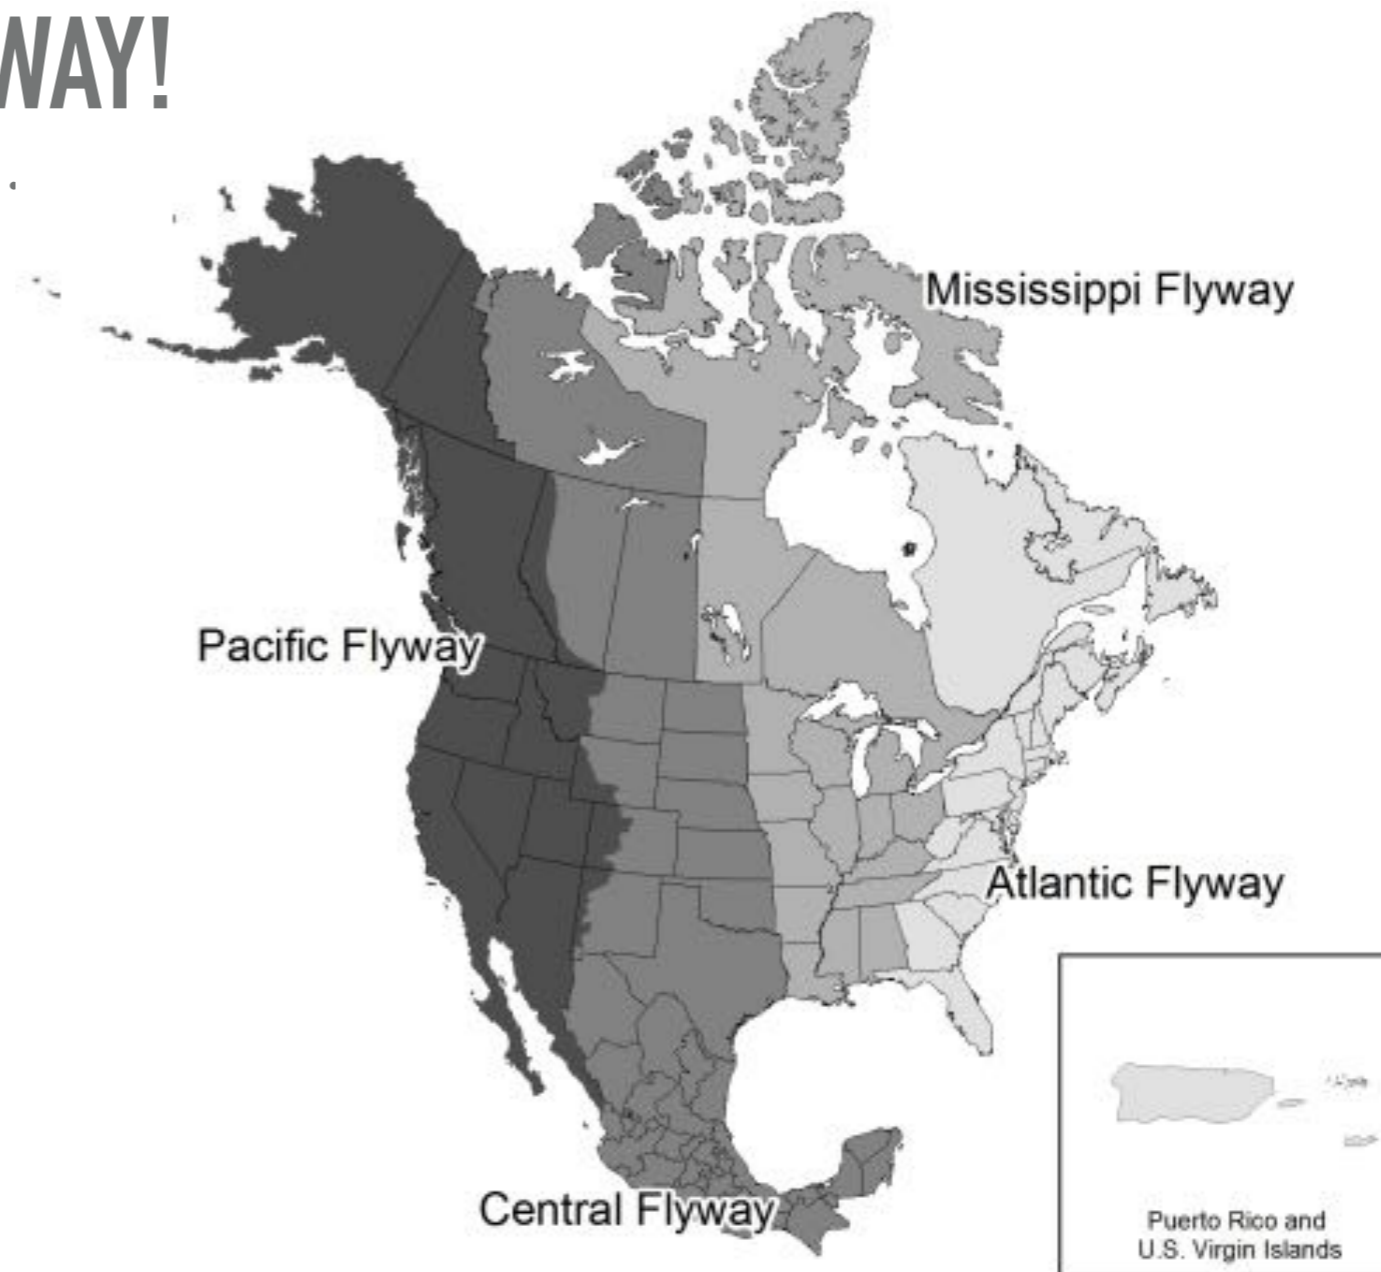 WAY!
Mississippi Flyway
Pacific Flyway
Atlantic Flyway
Central Flyway
Puerto Rico and
U.S. Virgin Islands